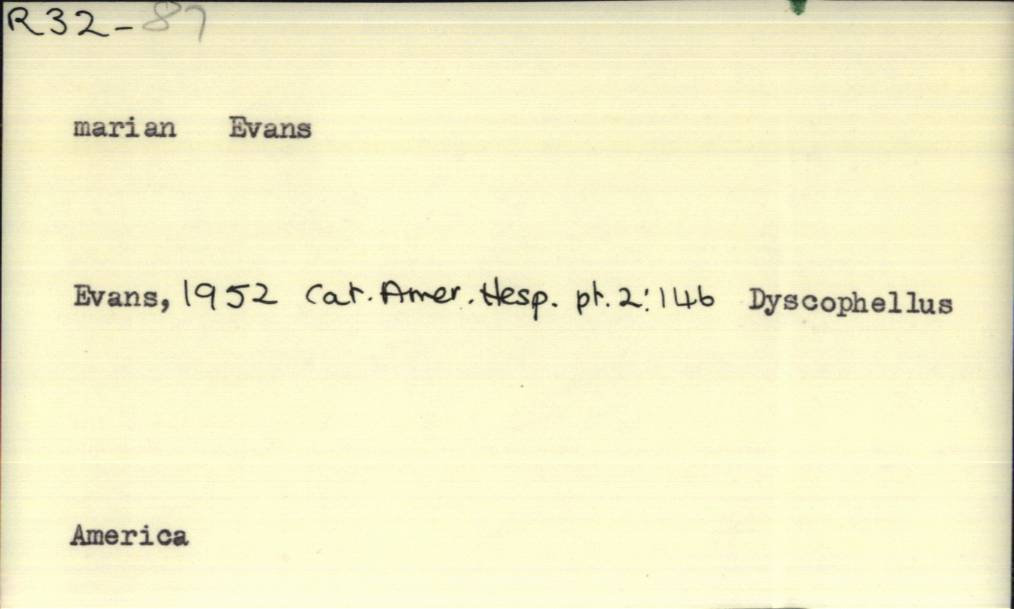 R32-87
marian Evans
Evans, 1952 Cat. Amer. Hesp. pt. 2: 146 Dyscophellus
America